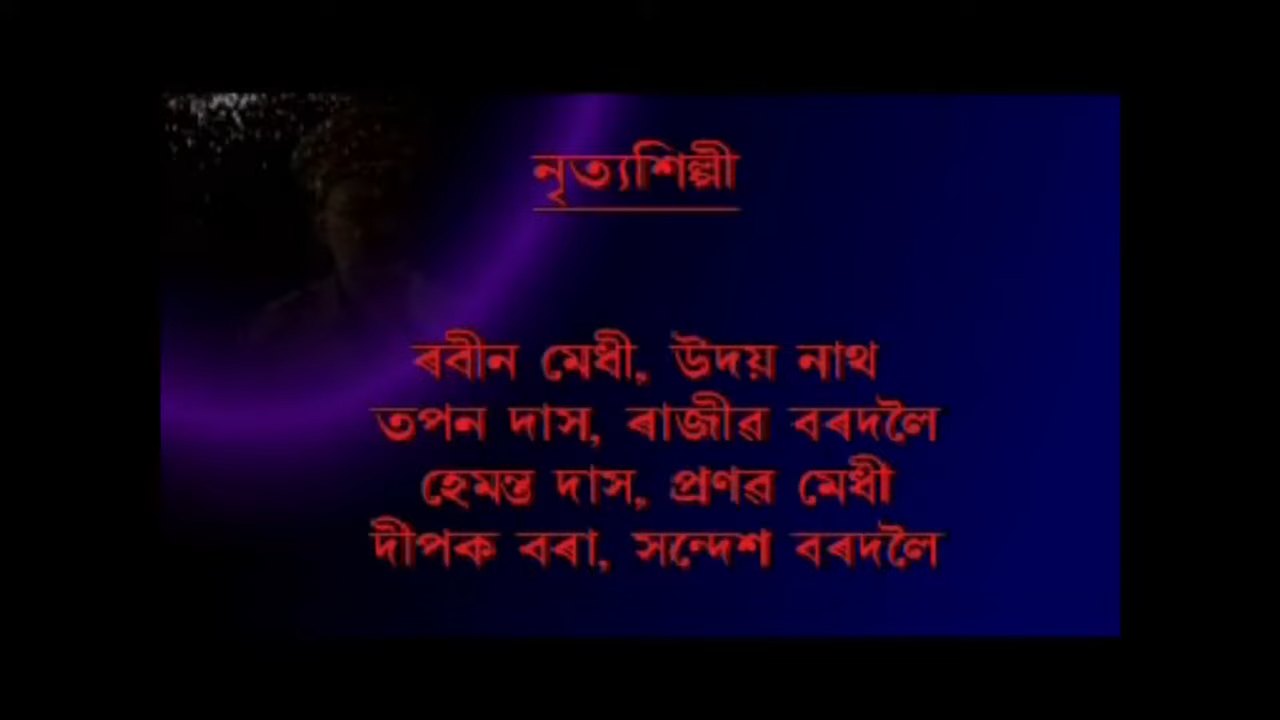 নৃত্যশিল্পী
ৰবীন মেধী, উদয় নাথ
তপন দাস, ৰাজীৱ বৰদলৈ
হেমন্ত দাস, প্ৰণৱ মেধী
দীপক বৰা, সন্দেশ বৰদলৈ